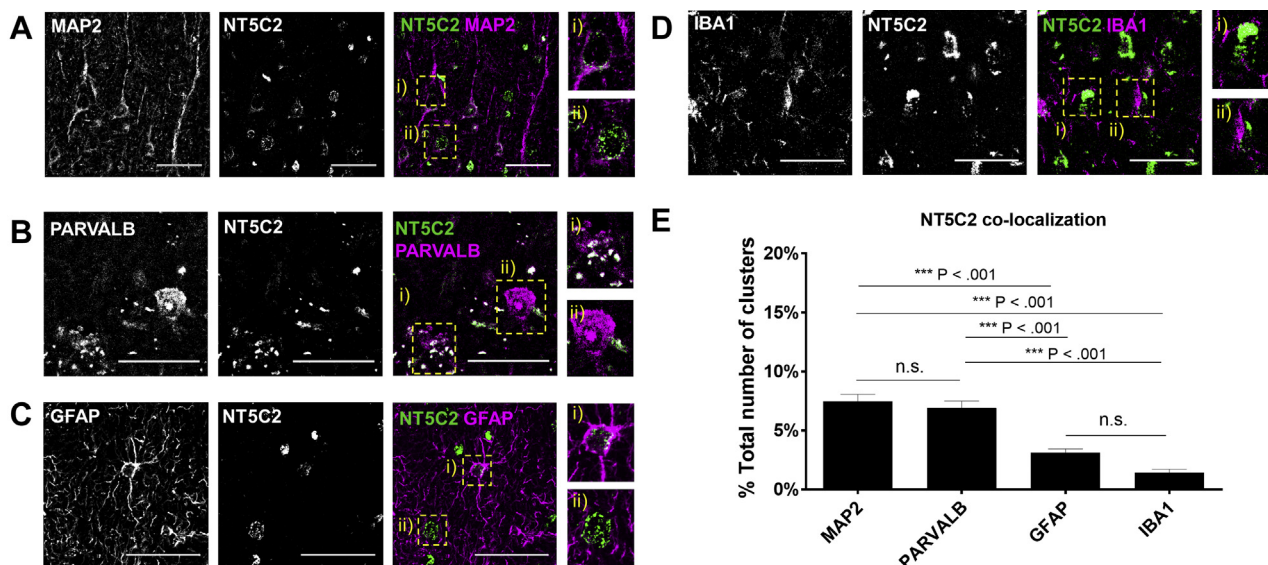 A
MAP2
NT5C2
NT5C2 MAP2
i)
ii)
i)
ii)
B
PARVALB
NT5C2
NT5C2
PARVALB
i)
ii)
i)
ii)
C
GFAP
NT5C2
NT5C2 GFAP
i)
ii)
i)
ii)
D
IBA1
NT5C2
NT5C2 IBA1
i)
ii)
i)
ii)
E
NT5C2 co-localization
% Total number of clusters
20%
15%
10%
5%
0%
*** P < .001
*** P < .001
*** P < .001
*** P < .001
n.s.
n.s.
MAP2
PARVALB
GFAP
IBA1